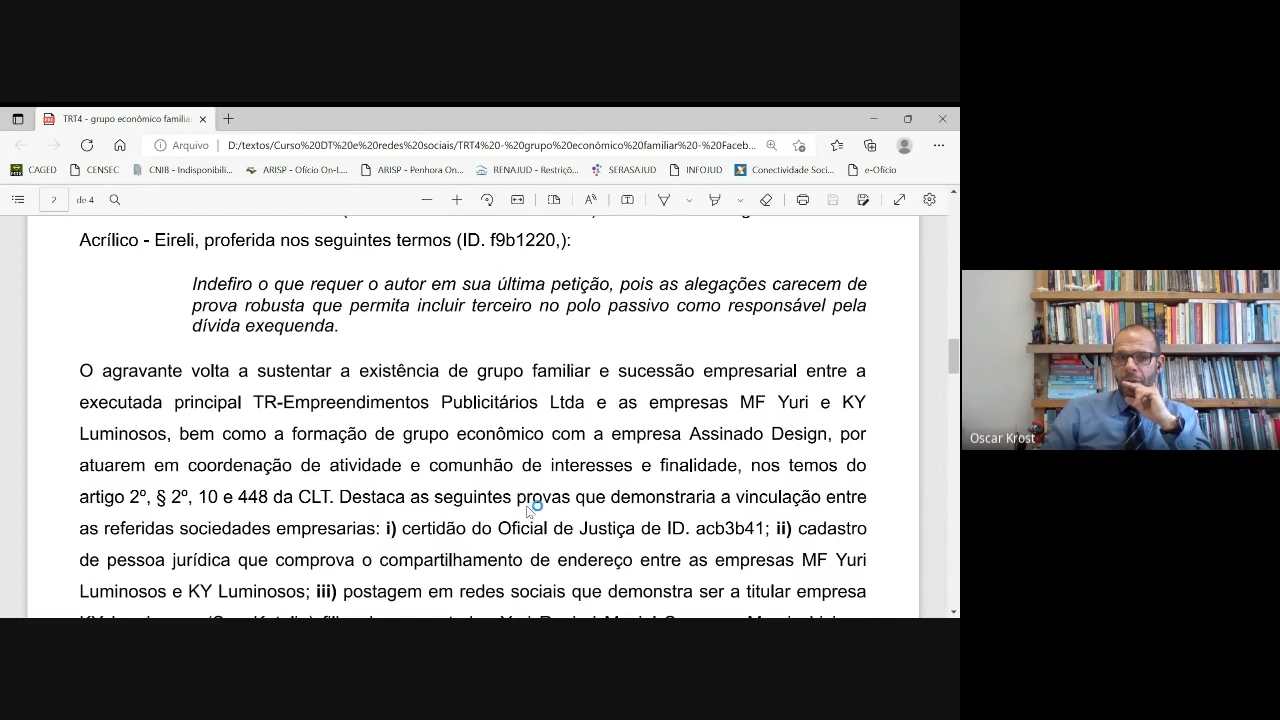 TRT4 - grupo econômico familia
Arquivo
D:/textos/Curso%20DT%20e%20redes%20sociais/TRT4%20-%20grupo%20econômico%20familiar%20-%20Faceb...
CAGED
CENSEC
CNIB - Indisponibili...
ARISP - Ofício On-L...
ARISP - Penhora On...
RENAJUD - Restriçõ...
SERASAJUD
INFOJUD
Conectividade Soci...
e-Ofício
2
de 4
Acrílico - Eireli, proferida nos seguintes termos (ID. f9b1220,):
Indefiro o que requer o autor em sua última petição, pois as alegações carecem de
prova robusta que permita incluir terceiro no polo passivo como responsável pela
dívida exequenda.
O agravante volta a sustentar a existência de grupo familiar e sucessão empresarial entre a
executada principal TR-Empreendimentos Publicitários Ltda e as empresas MF Yuri e KY
Luminosos, bem como a formação de grupo econômico com a empresa Assinado Design, por
atuarem em coordenação de atividade e comunhão de interesses e finalidade, nos temos do
artigo 2º, § 2º, 10 e 448 da CLT. Destaca as seguintes provas que demonstraria a vinculação entre
as referidas sociedades empresarias: i) certidão do Oficial de Justiça de ID. acb3b41; ii) cadastro
de pessoa jurídica que comprova o compartilhamento de endereço entre as empresas MF Yuri
Luminosos e KY Luminosos; iii) postagem em redes sociais que demonstra ser a titular empresa
Oscar Krost